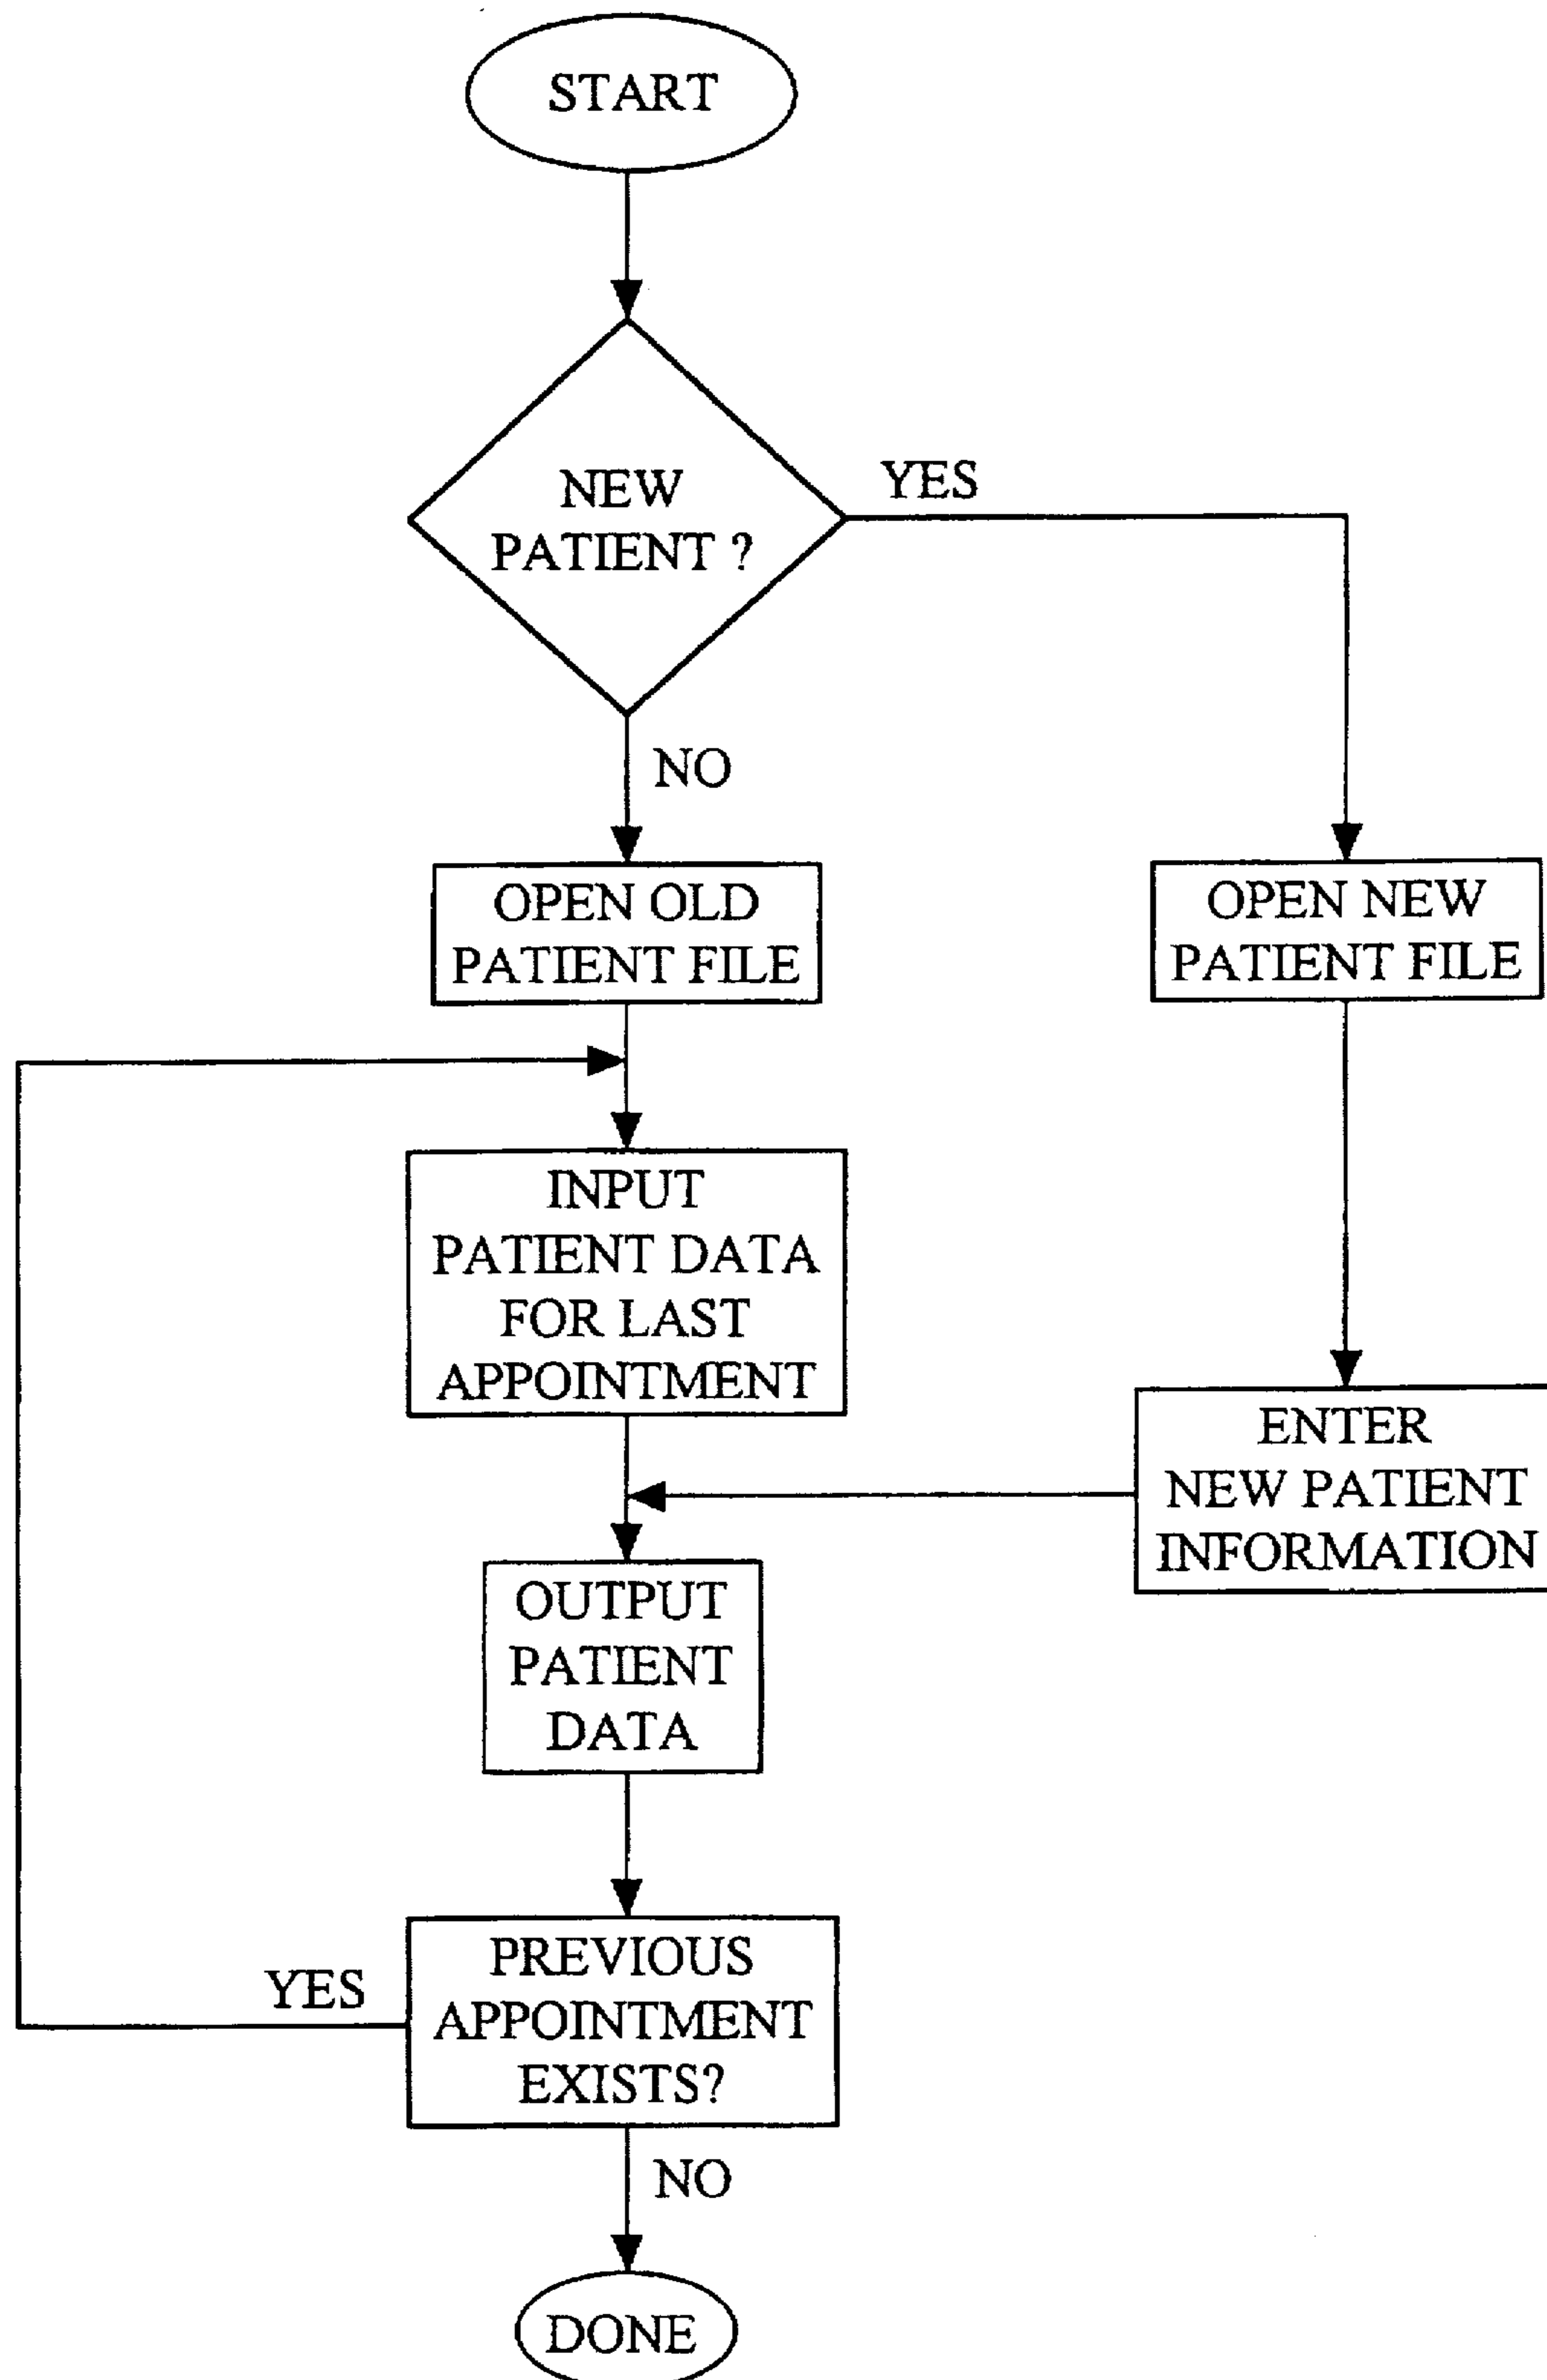 START
NEW
PATIENT ?
YES
NO
OPEN OLD
PATIENT FILE
OPEN NEW
PATIENT FILE
INPUT
PATIENT DATA
FOR LAST
APPOINTMENT
ENTER
NEW PATIENT
INFORMATION
OUTPUT
PATIENT
DATA
PREVIOUS
APPOINTMENT
EXISTS?
YES
NO
DONE